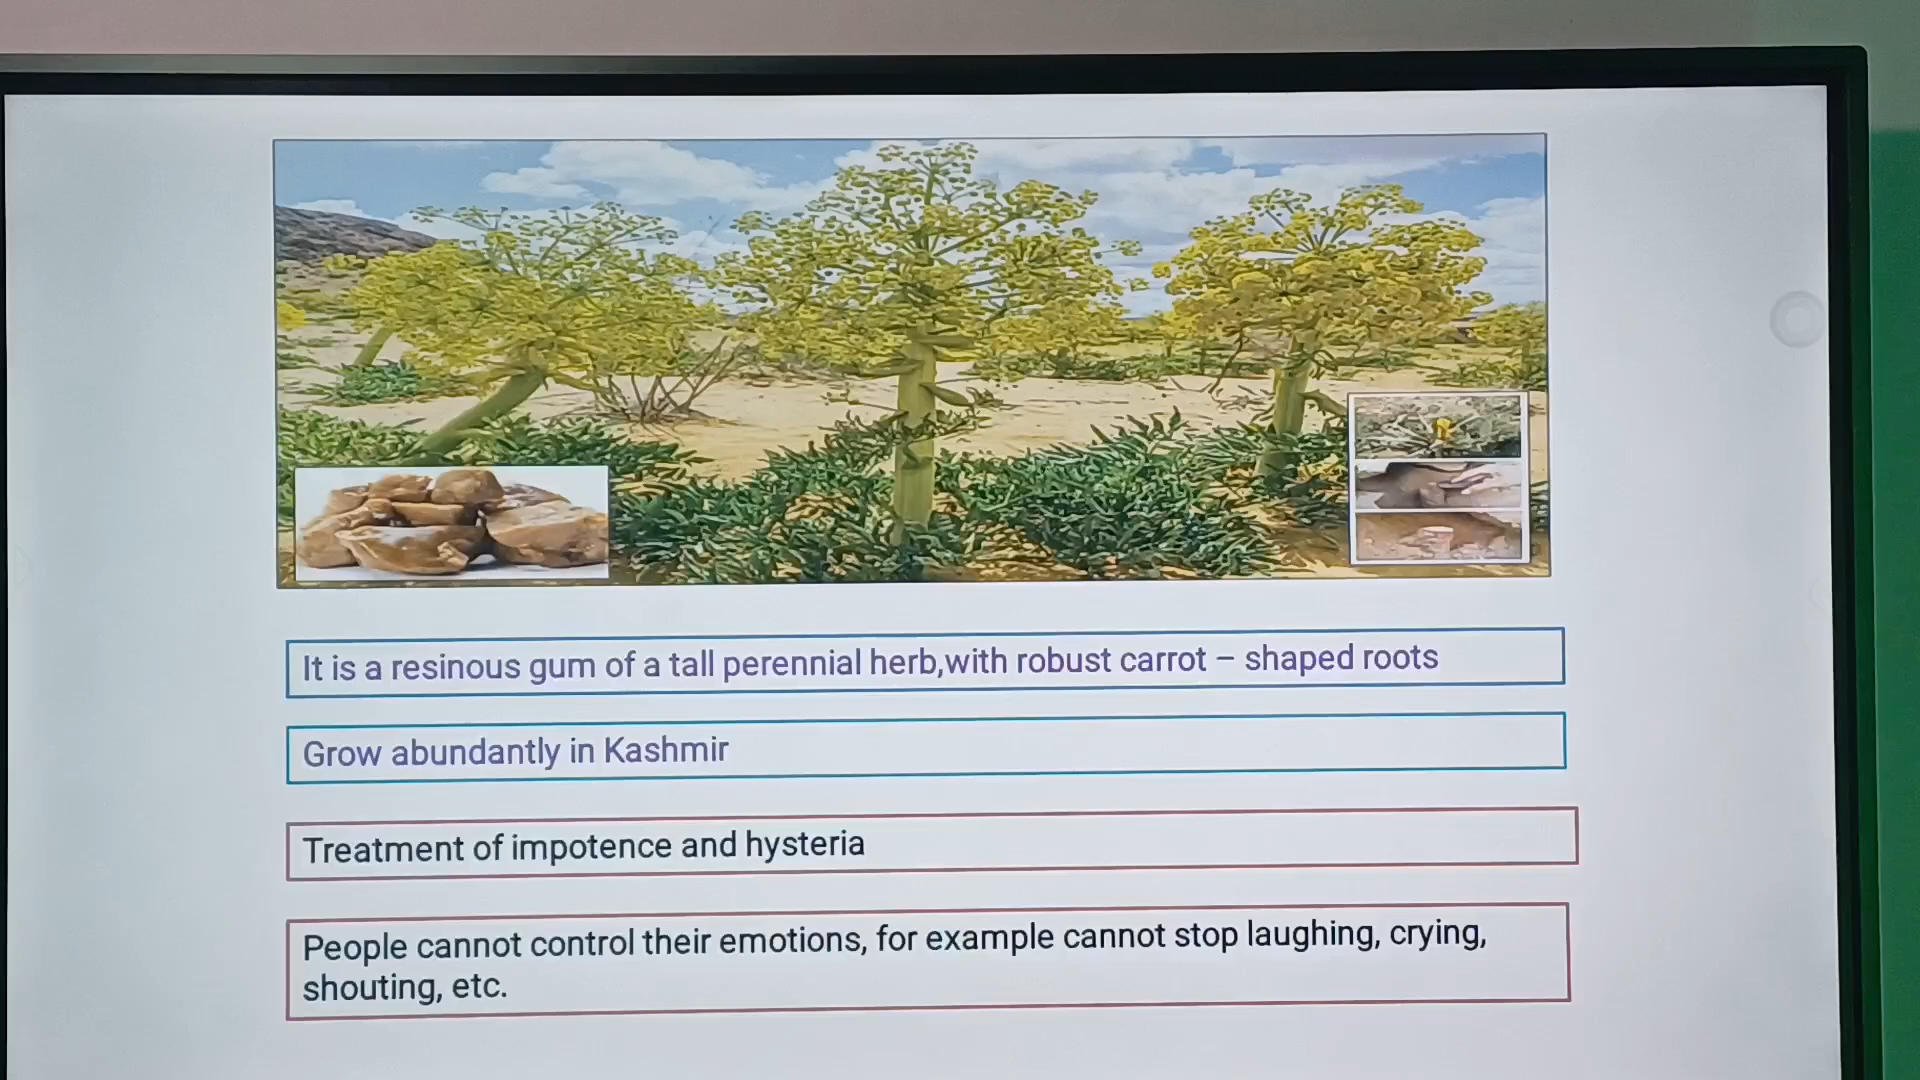 It is a resinous gum of a tall perennial herb,with robust carrot – shaped roots
Grow abundantly in Kashmir
Treatment of impotence and hysteria
People cannot control their emotions, for example cannot stop laughing, crying,
shouting, etc.